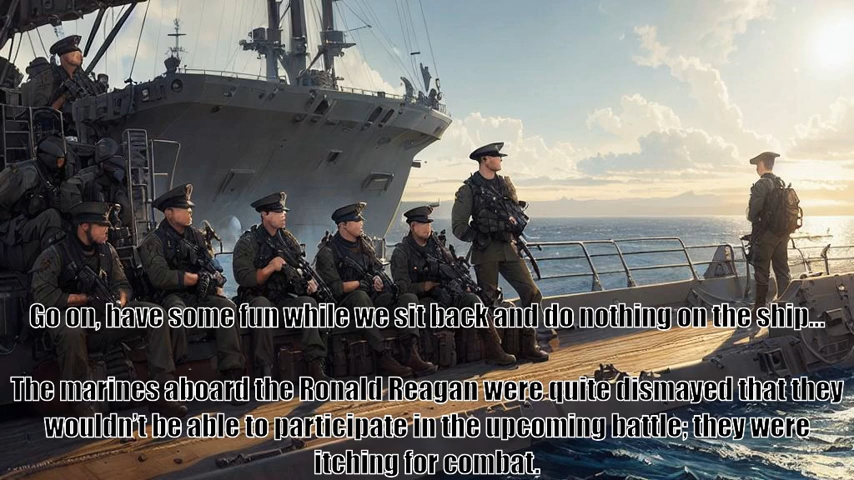 Go on, have some fun while we sit back and do nothing on the ship...
The marines aboard the Ronald Reagan were quite dismayed that they
wouldn't be able to participate in the upcoming battle; they were
itching for combat.